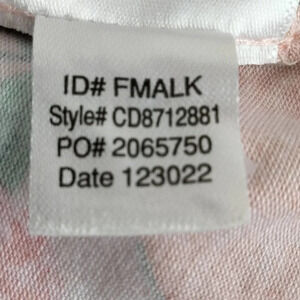 ID# FMALK
Style# CD8712881
PO# 2065750
Date 123022